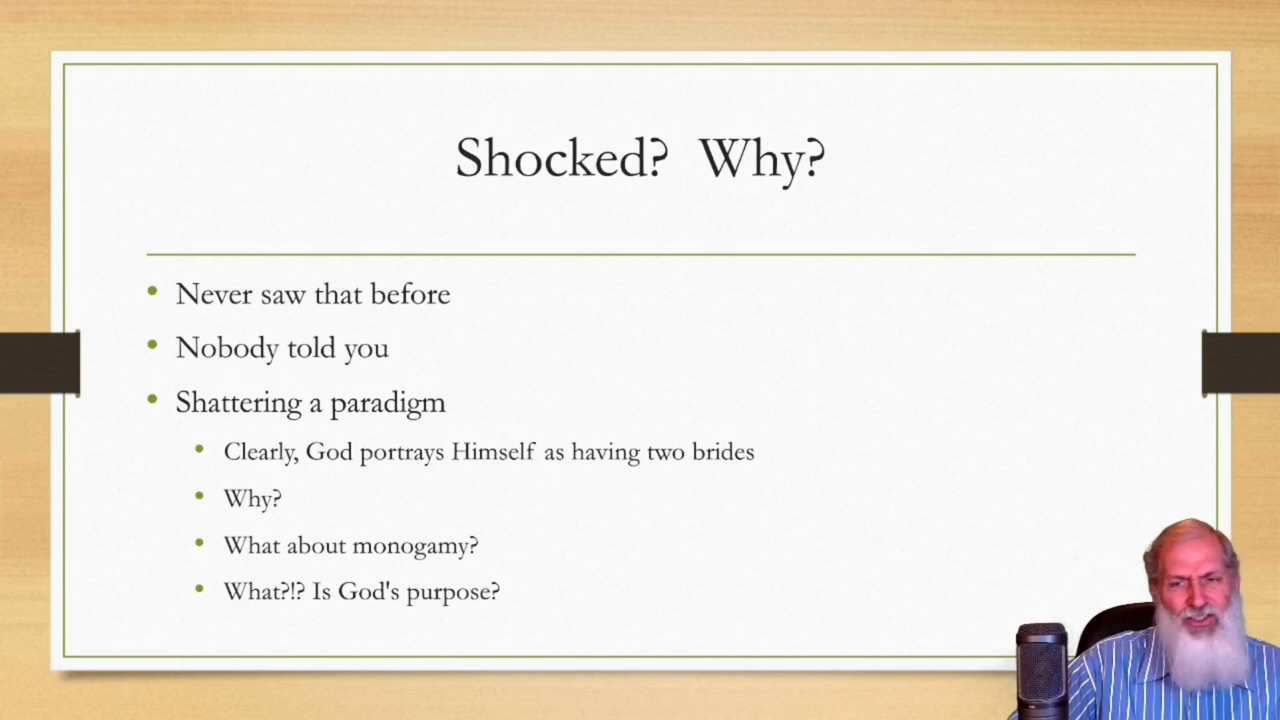 Shocked? Why?
Never saw that before
Nobody told you
Shattering a paradigm
Clearly, God portrays Himself as having two brides
Why?
What about monogamy?
What?!? Is God's purpose?